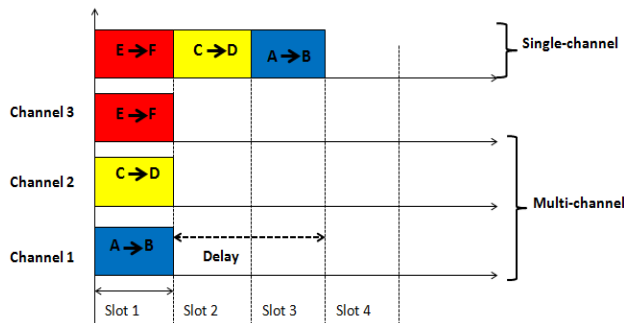 E→F
C→D
A→B
Single-channel
Channel 3
E→F
Channel 2
C→D
Multi-channel
Channel 1
A→B
Delay
Slot 1
Slot 2
Slot 3
Slot 4